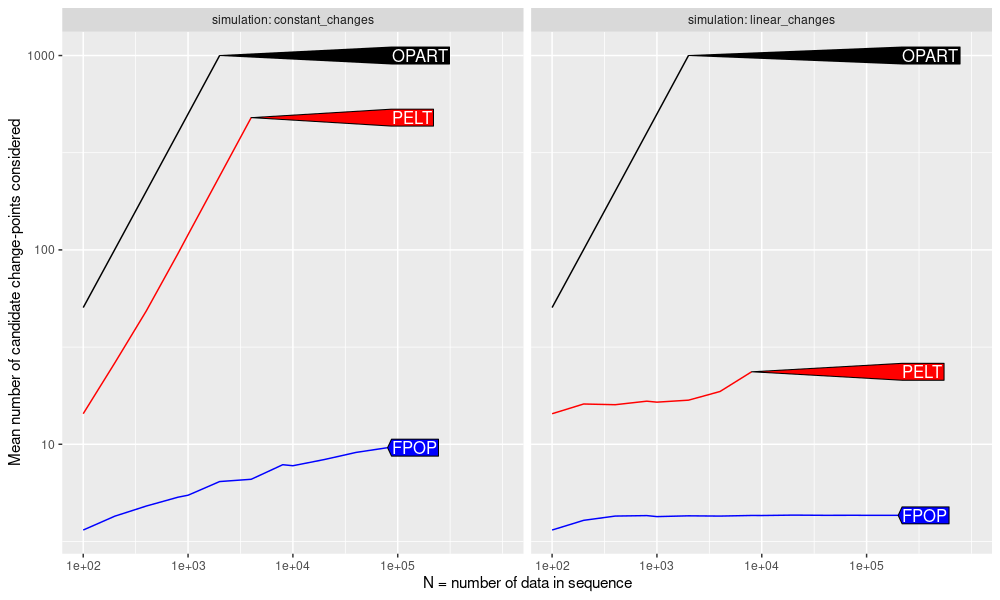 simulation: constant_changes
simulation: linear_changes
Mean number of candidate change-points considered
1000
100
10
OPART
PELT
FPOP
OPART
PELT
FPOP
1e+02
1e+03
1e+04
1e+05
1e+02
1e+03
1e+04
1e+05
N = number of data in sequence